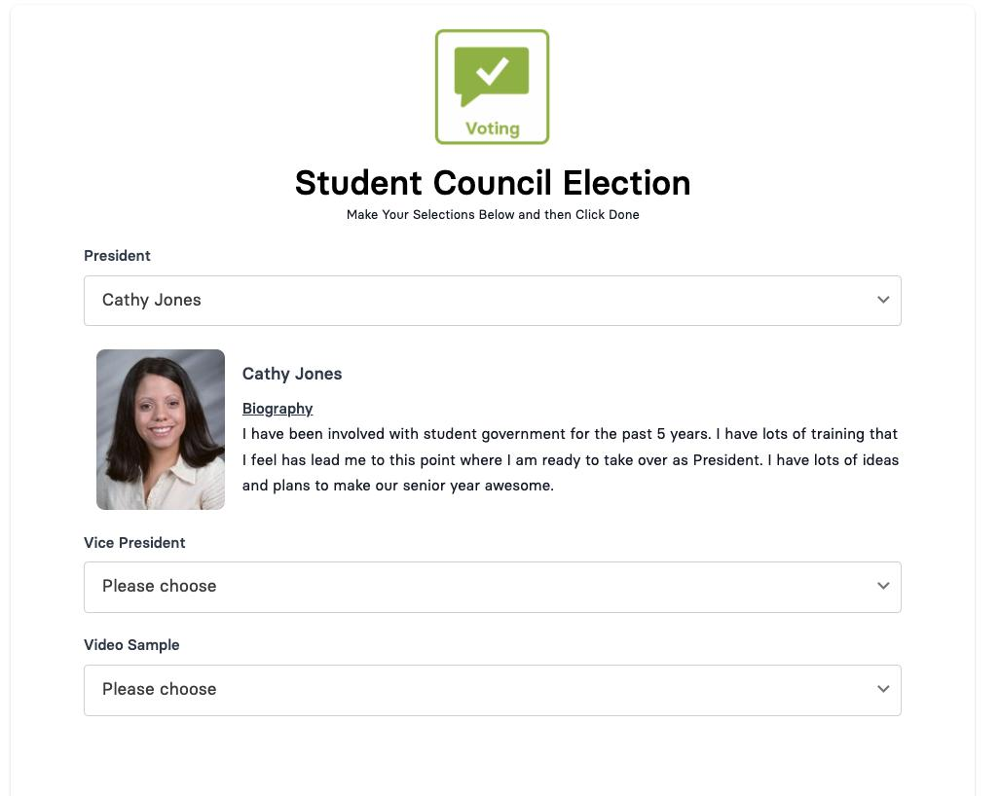 Voting
Student Council Election
Make Your Selections Below and then Click Done
President
Cathy Jones
Cathy Jones
Biography
I have been involved with student government for the past 5 years. I have lots of training that
I feel has lead me to this point where I am ready to take over as President. I have lots of ideas
and plans to make our senior year awesome.
Vice President
Please choose
Video Sample
Please choose